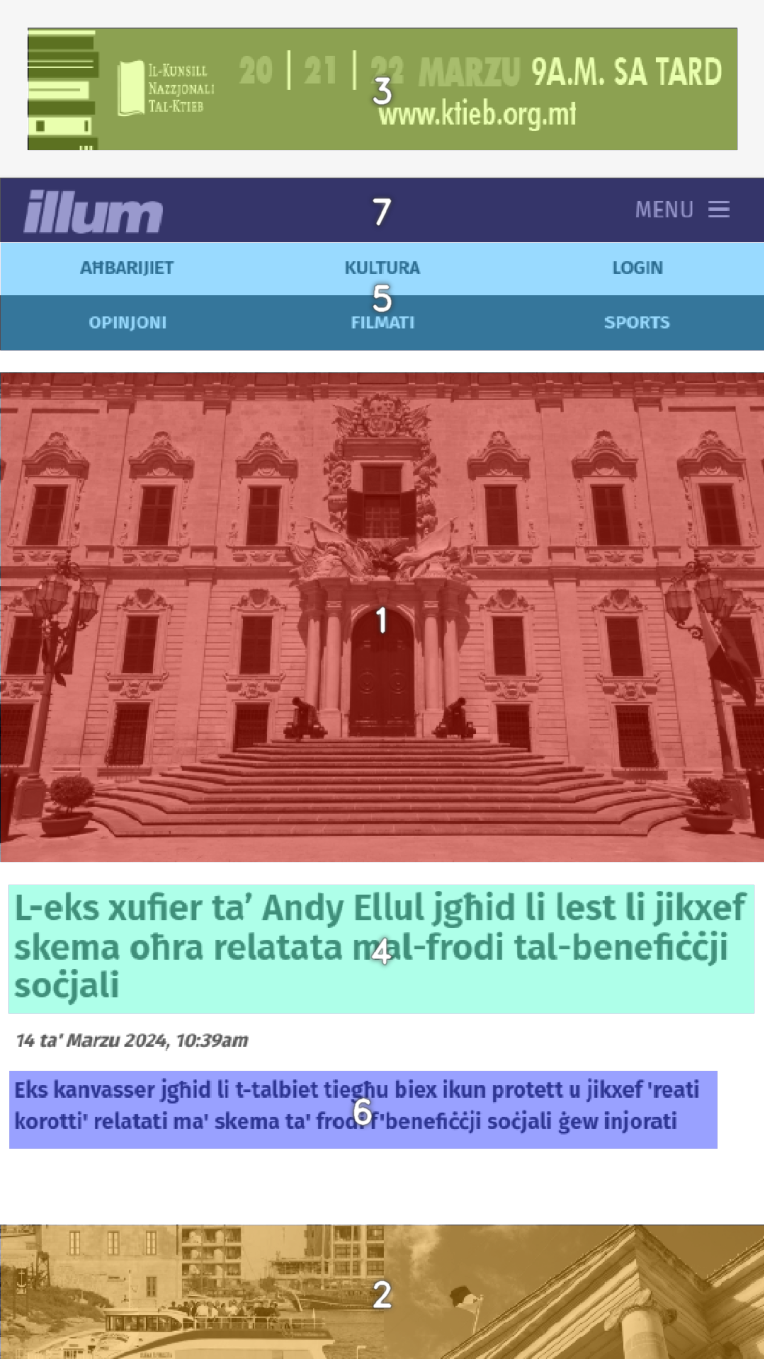 IL-KUNSILL
NAZZJONALI
TAL-KTIEB
20 | 21 | 22 MARZU 9A.M. SA TARD
www.ktieb.org.mt
illum
MENU
AĦBARIJIET KULTURA LOGIN
OPINJONI FILMATI SPORTS
L-eks xufier ta’ Andy Ellul jgħid li lest li jikxef
skema oħra relatata mal-frodi tal-benefiċċji
soċjali
14 ta' Marzu 2024, 10:39am
Eks kanvasser jgħid li t-talbiet tiegħu biex ikun protett u jikxef 'reati
korotti' relatati ma' skema ta' frodi f'benefiċċji soċjali ġew injorati
3
7
5
1
4
6
2